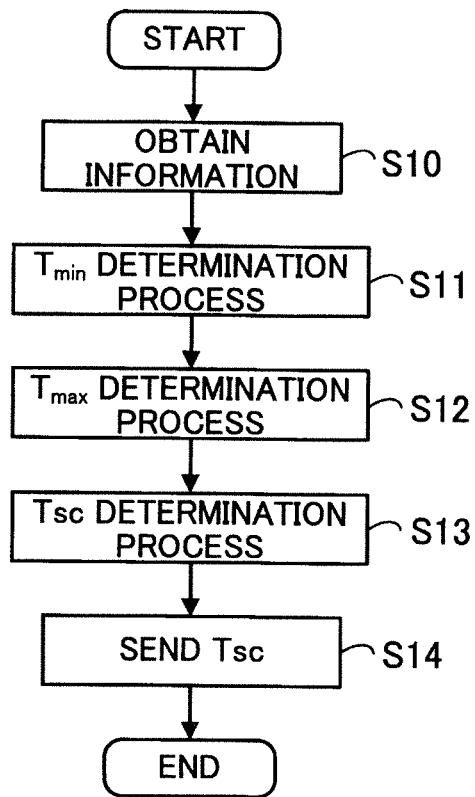 START
OBTAIN
INFORMATION
S10
Tmin DETERMINATION
PROCESS
S11
Tmax DETERMINATION
PROCESS
S12
Tsc DETERMINATION
PROCESS
S13
SEND Tsc
S14
END